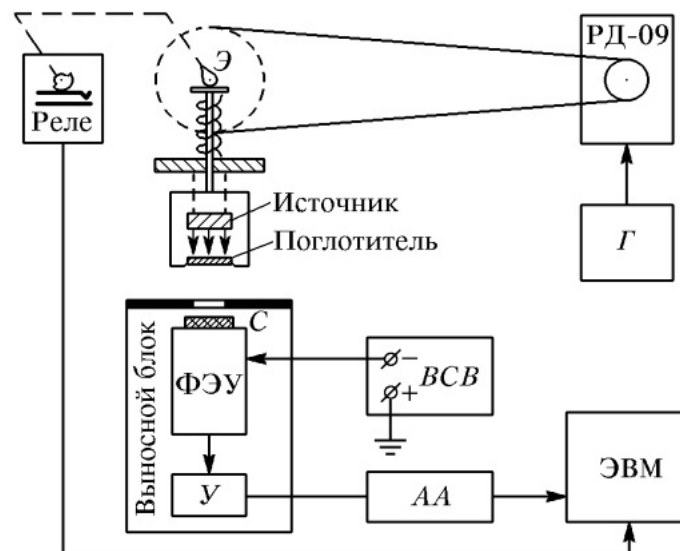 РД-09
Э
Реле
Источник
Поглотитель
Г
Выносной блок
С
ФЭУ
−
+
ВСВ
У
АА
ЭВМ